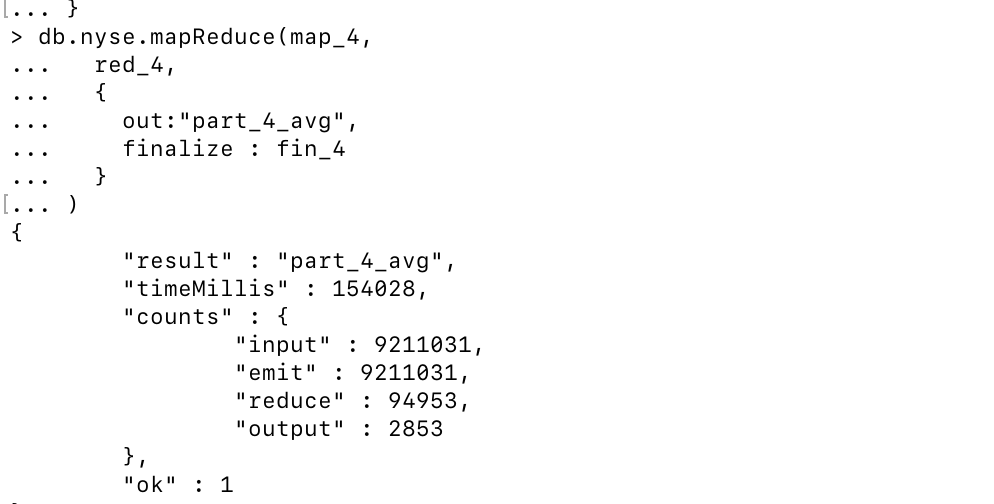 [... }
> db.nyse.mapReduce(map_4,
...   red_4,
...   {
...     out:"part_4_avg",
...     finalize : fin_4
...   }
[... )
{
        "result" : "part_4_avg",
        "timeMillis" : 154028,
        "counts" : {
                "input" : 9211031,
                "emit" : 9211031,
                "reduce" : 94953,
                "output" : 2853
        },
        "ok" : 1